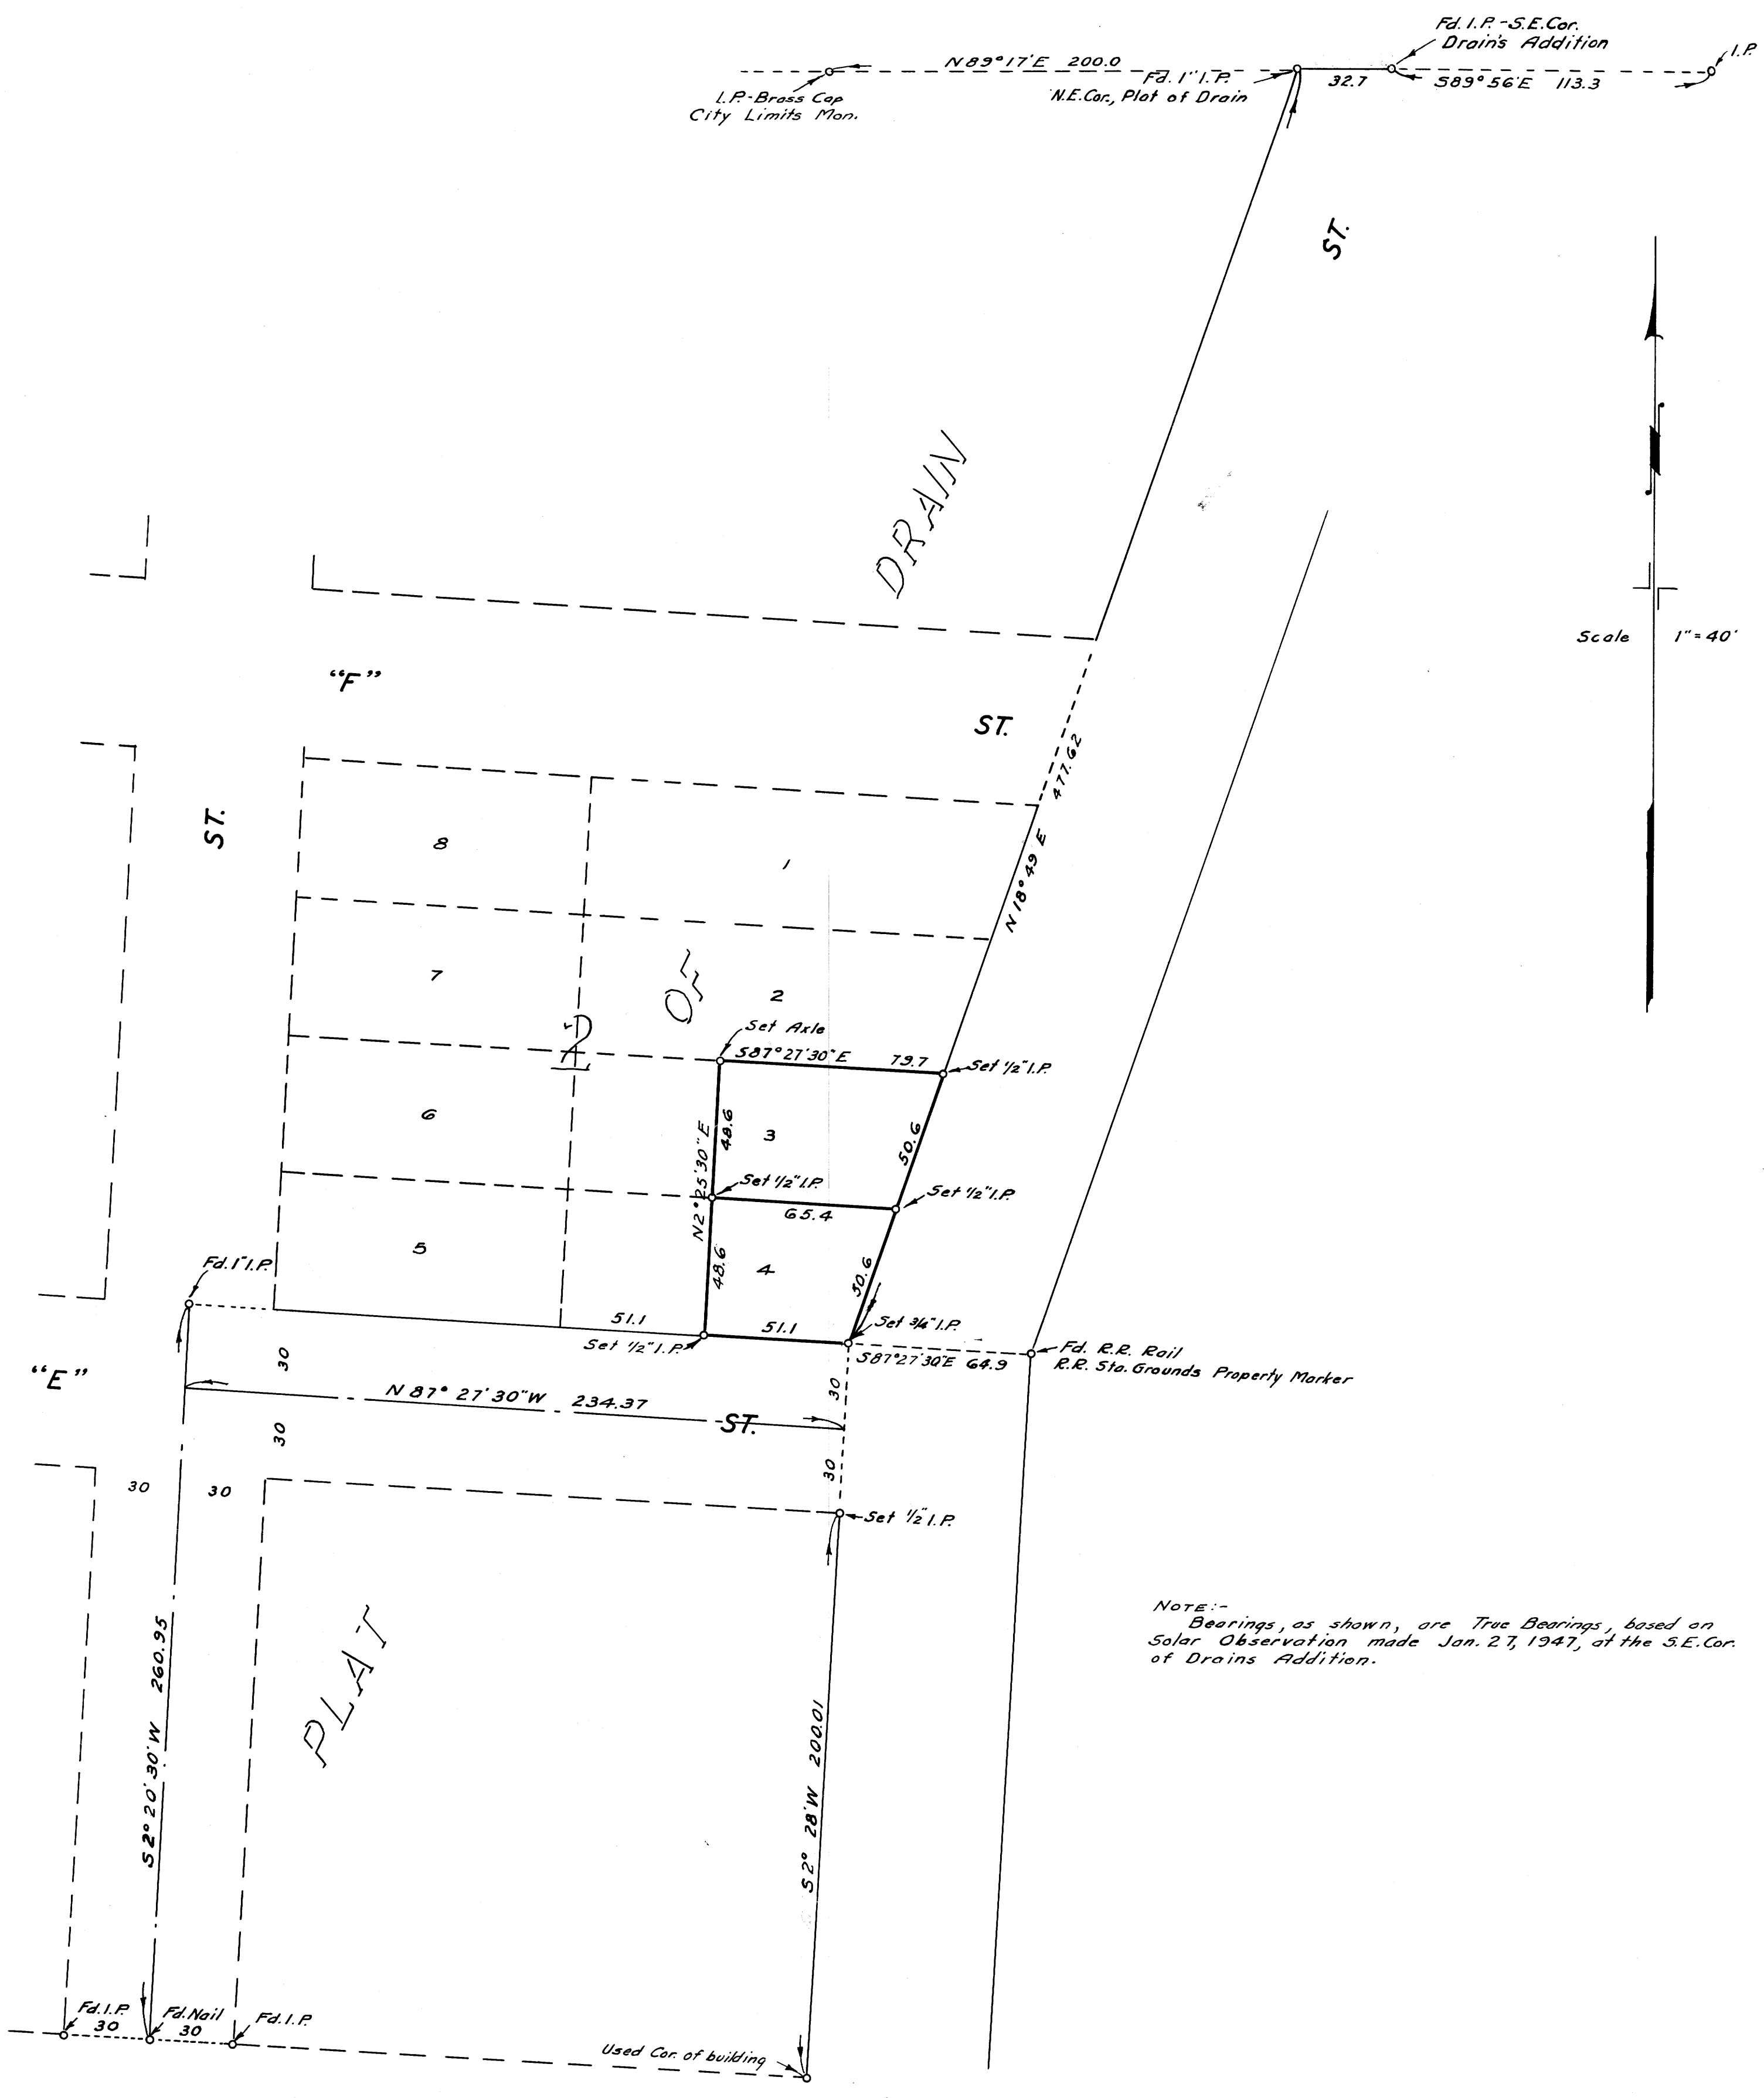 Fd. I.P. - S.E. Cor.
Drain's Addition
I.P.
N 89° 17' E 200.0
Fd. 1" I.P.
N.E. Cor., Plat of Drain
32.7
S 89° 56' E 113.3
I.P. - Brass Cap
City Limits Mon.
ST.
DRAIN
Scale 1" = 40'
"F"
ST.
477.62
N 18° 49' E
ST.
8
1
7
2
OF
12
Set Axle
S 87° 27' 30" E 79.7
Set 1/2" I.P.
6
3
48.6
50.6
N 2° 25' 30" E
Set 1/2" I.P.
Set 1/2" I.P.
65.4
5
4
48.6
50.6
Fd. 1" I.P.
51.1
51.1
Set 3/4" I.P.
Set 1/2" I.P.
S 87° 27' 30" E 64.9
Fd. R.R. Rail
R.R. Sta. Grounds Property Marker
"E"
30
30
N 87° 27' 30" W 234.37
ST.
30
30
30
30
Set 1/2" I.P.
NOTE:-
Bearings, as shown, are True Bearings, based on
Solar Observation made Jan. 27, 1947, at the S.E. Cor.
of Drains Addition.
PLAT
S 2° 20' 30" W 260.95
S 2° 28' W 200.01
Fd. I.P.
30
Fd. Nail
30
Fd. I.P.
Used Cor. of building